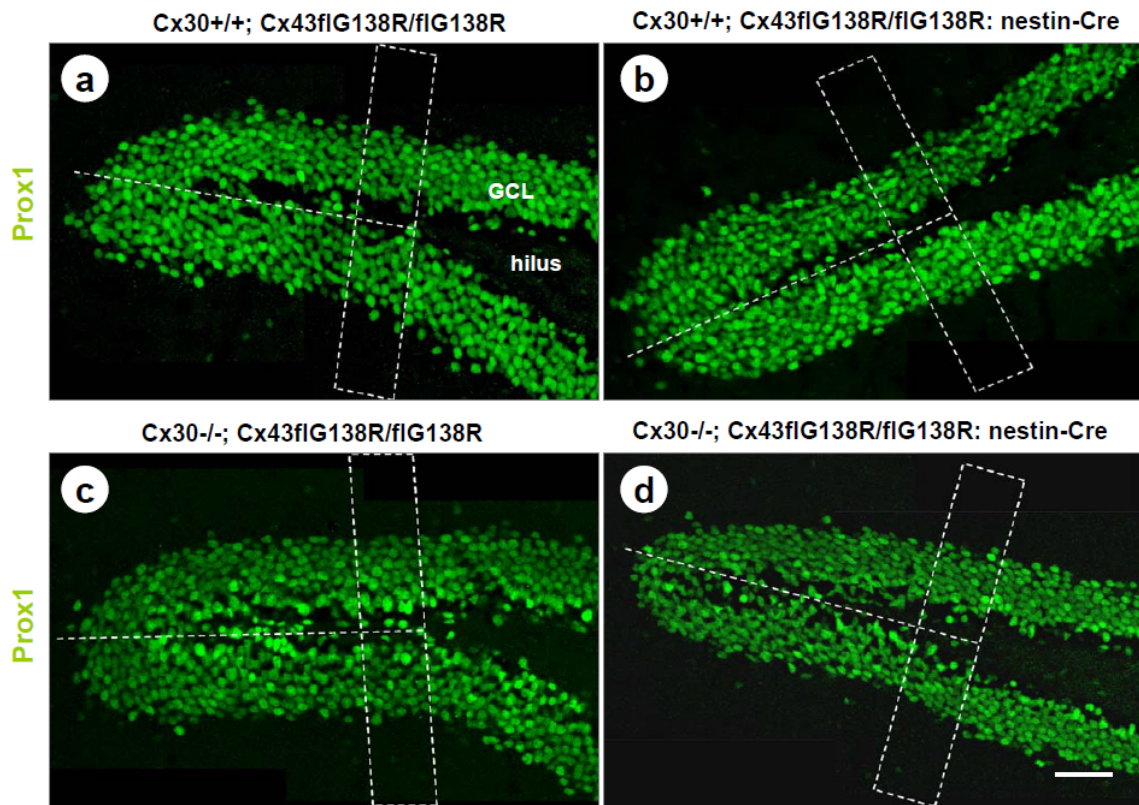 Cx30+/+; Cx43flG138R/flG138R
Cx30+/+; Cx43flG138R/flG138R: nestin-Cre
a
b
Prox1
GCL
hilus
Cx30-/-; Cx43flG138R/flG138R
Cx30-/-; Cx43flG138R/flG138R: nestin-Cre
c
d
Prox1